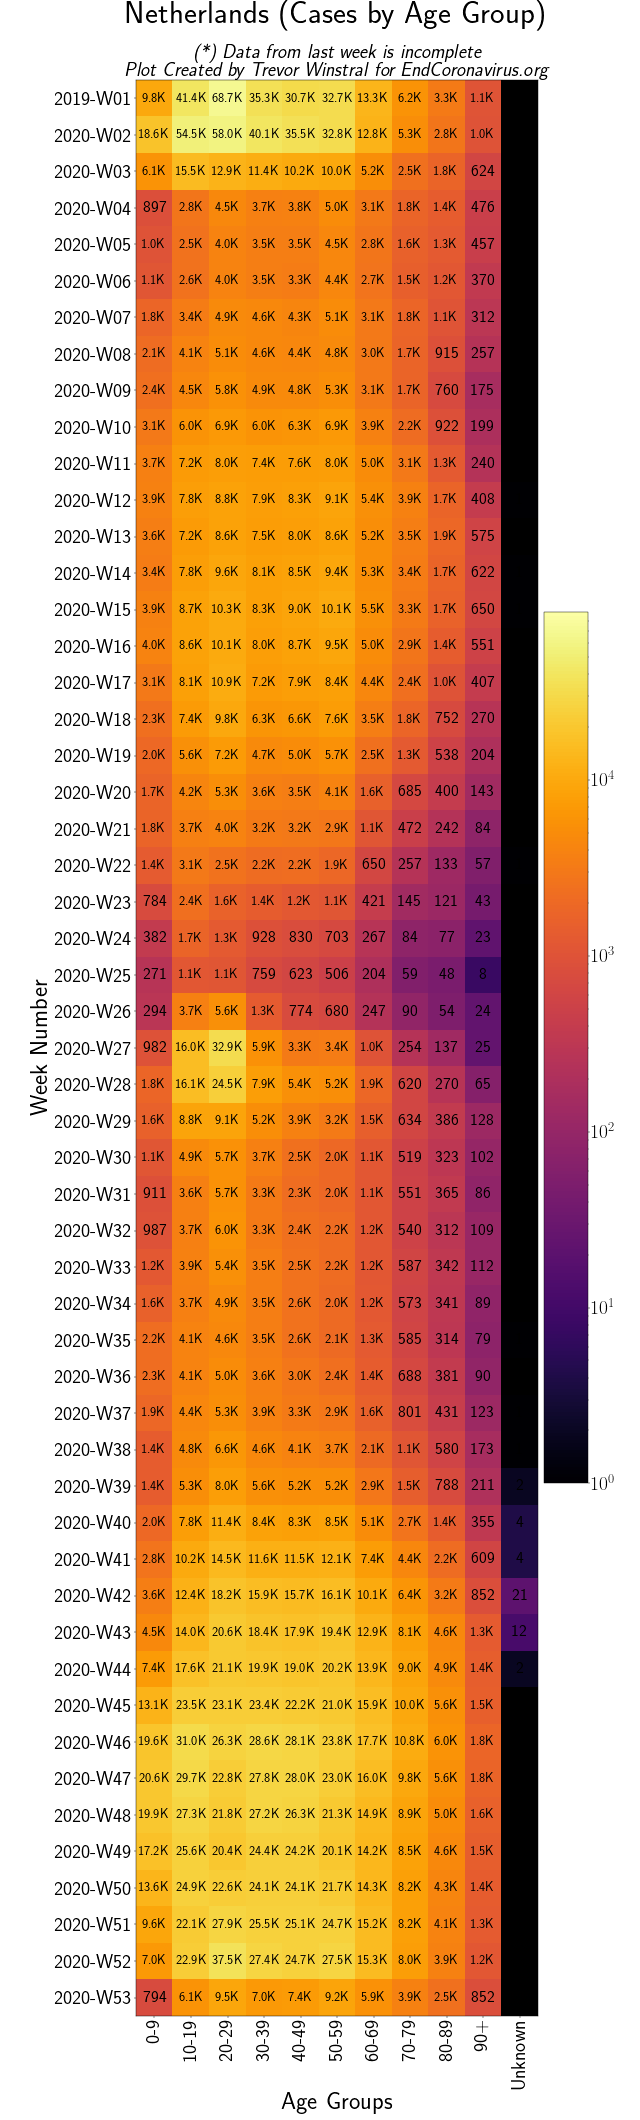 Netherlands (Cases by Age Group)
(*) Data from last week is incomplete
Plot Created by Trevor Winstral for EndCoronavirus.org
2019-W01 9.8K 41.4K 68.7K 35.3K 30.7K 32.7K 13.3K 6.2K 3.3K 1.1K
2020-W02 18.6K 54.5K 58.0K 40.1K 35.5K 32.8K 12.8K 5.3K 2.8K 1.0K
2020-W03 6.1K 15.5K 12.9K 11.4K 10.2K 10.0K 5.2K 2.5K 1.8K 624
2020-W04 897 2.8K 4.5K 3.7K 3.8K 5.0K 3.1K 1.8K 1.4K 476
2020-W05 1.0K 2.5K 4.0K 3.5K 3.5K 4.5K 2.8K 1.6K 1.3K 457
2020-W06 1.1K 2.6K 4.0K 3.5K 3.3K 4.4K 2.7K 1.5K 1.2K 370
2020-W07 1.8K 3.4K 4.9K 4.6K 4.3K 5.1K 3.1K 1.8K 1.1K 312
2020-W08 2.1K 4.1K 5.1K 4.6K 4.4K 4.8K 3.0K 1.7K 915 257
2020-W09 2.4K 4.5K 5.8K 4.9K 4.8K 5.3K 3.1K 1.7K 760 175
2020-W10 3.1K 6.0K 6.9K 6.0K 6.3K 6.9K 3.9K 2.2K 922 199
2020-W11 3.7K 7.2K 8.0K 7.4K 7.6K 8.0K 5.0K 3.1K 1.3K 240
2020-W12 3.9K 7.8K 8.8K 7.9K 8.3K 9.1K 5.4K 3.9K 1.7K 408
2020-W13 3.6K 7.2K 8.6K 7.5K 8.0K 8.6K 5.2K 3.5K 1.9K 575
2020-W14 3.4K 7.8K 9.6K 8.1K 8.5K 9.4K 5.3K 3.4K 1.7K 622
2020-W15 3.9K 8.7K 10.3K 8.3K 9.0K 10.1K 5.5K 3.3K 1.7K 650
2020-W16 4.0K 8.6K 10.1K 8.0K 8.7K 9.5K 5.0K 2.9K 1.4K 551
2020-W17 3.1K 8.1K 10.9K 7.2K 7.9K 8.4K 4.4K 2.4K 1.0K 407
2020-W18 2.3K 7.4K 9.8K 6.3K 6.6K 7.6K 3.5K 1.8K 752 270
2020-W19 2.0K 5.6K 7.2K 4.7K 5.0K 5.7K 2.5K 1.3K 538 204
2020-W20 1.7K 4.2K 5.3K 3.6K 3.5K 4.1K 1.6K 685 400 143
2020-W21 1.8K 3.7K 4.0K 3.2K 3.2K 2.9K 1.1K 472 242 84
2020-W22 1.4K 3.1K 2.5K 2.2K 2.2K 1.9K 650 257 133 57
2020-W23 784 2.4K 1.6K 1.4K 1.2K 1.1K 421 145 121 43
2020-W24 382 1.7K 1.3K 928 830 703 267 84 77 23
2020-W25 271 1.1K 1.1K 759 623 506 204 59 48 8
2020-W26 294 3.7K 5.6K 1.3K 774 680 247 90 54 24
2020-W27 982 16.0K 32.9K 5.9K 3.3K 3.4K 1.0K 254 137 25
2020-W28 1.8K 16.1K 24.5K 7.9K 5.4K 5.2K 1.9K 620 270 65
2020-W29 1.6K 8.8K 9.1K 5.2K 3.9K 3.2K 1.5K 634 386 128
2020-W30 1.1K 4.9K 5.7K 3.7K 2.5K 2.0K 1.1K 519 323 102
2020-W31 911 3.6K 5.7K 3.3K 2.3K 2.0K 1.1K 551 365 86
2020-W32 987 3.7K 6.0K 3.3K 2.4K 2.2K 1.2K 540 312 109
2020-W33 1.2K 3.9K 5.4K 3.5K 2.5K 2.2K 1.2K 587 342 112
2020-W34 1.6K 3.7K 4.9K 3.5K 2.6K 2.0K 1.2K 573 341 89
2020-W35 2.2K 4.1K 4.6K 3.5K 2.6K 2.1K 1.3K 585 314 79
2020-W36 2.3K 4.1K 5.0K 3.6K 3.0K 2.4K 1.4K 688 381 90
2020-W37 1.9K 4.4K 5.3K 3.9K 3.3K 2.9K 1.6K 801 431 123
2020-W38 1.4K 4.8K 6.6K 4.6K 4.1K 3.7K 2.1K 1.1K 580 173
2020-W39 1.4K 5.3K 8.0K 5.6K 5.2K 5.2K 2.9K 1.5K 788 211 2
2020-W40 2.0K 7.8K 11.4K 8.4K 8.3K 8.5K 5.1K 2.7K 1.4K 355 4
2020-W41 2.8K 10.2K 14.5K 11.6K 11.5K 12.1K 7.4K 4.4K 2.2K 609 4
2020-W42 3.6K 12.4K 18.2K 15.9K 15.7K 16.1K 10.1K 6.4K 3.2K 852 21
2020-W43 4.5K 14.0K 20.6K 18.4K 17.9K 19.4K 12.9K 8.1K 4.6K 1.3K 12
2020-W44 7.4K 17.6K 21.1K 19.9K 19.0K 20.2K 13.9K 9.0K 4.9K 1.4K 2
2020-W45 13.1K 23.5K 23.1K 23.4K 22.2K 21.0K 15.9K 10.0K 5.6K 1.5K
2020-W46 19.6K 31.0K 26.3K 28.6K 28.1K 23.8K 17.7K 10.8K 6.0K 1.8K
2020-W47 20.6K 29.7K 22.8K 27.8K 28.0K 23.0K 16.0K 9.8K 5.6K 1.8K
2020-W48 19.9K 27.3K 21.8K 27.2K 26.3K 21.3K 14.9K 8.9K 5.0K 1.6K
2020-W49 17.2K 25.6K 20.4K 24.4K 24.2K 20.1K 14.2K 8.5K 4.6K 1.5K
2020-W50 13.6K 24.9K 22.6K 24.1K 24.1K 21.7K 14.3K 8.2K 4.3K 1.4K
2020-W51 9.6K 22.1K 27.9K 25.5K 25.1K 24.7K 15.2K 8.2K 4.1K 1.3K
2020-W52 7.0K 22.9K 37.5K 27.4K 24.7K 27.5K 15.3K 8.0K 3.9K 1.2K
2020-W53 794 6.1K 9.5K 7.0K 7.4K 9.2K 5.9K 3.9K 2.5K 852
0-9 10-19 20-29 30-39 40-49 50-59 60-69 70-79 80-89 90+ Unknown
Age Groups
Week Number
10⁴
10³
10²
10¹
10⁰